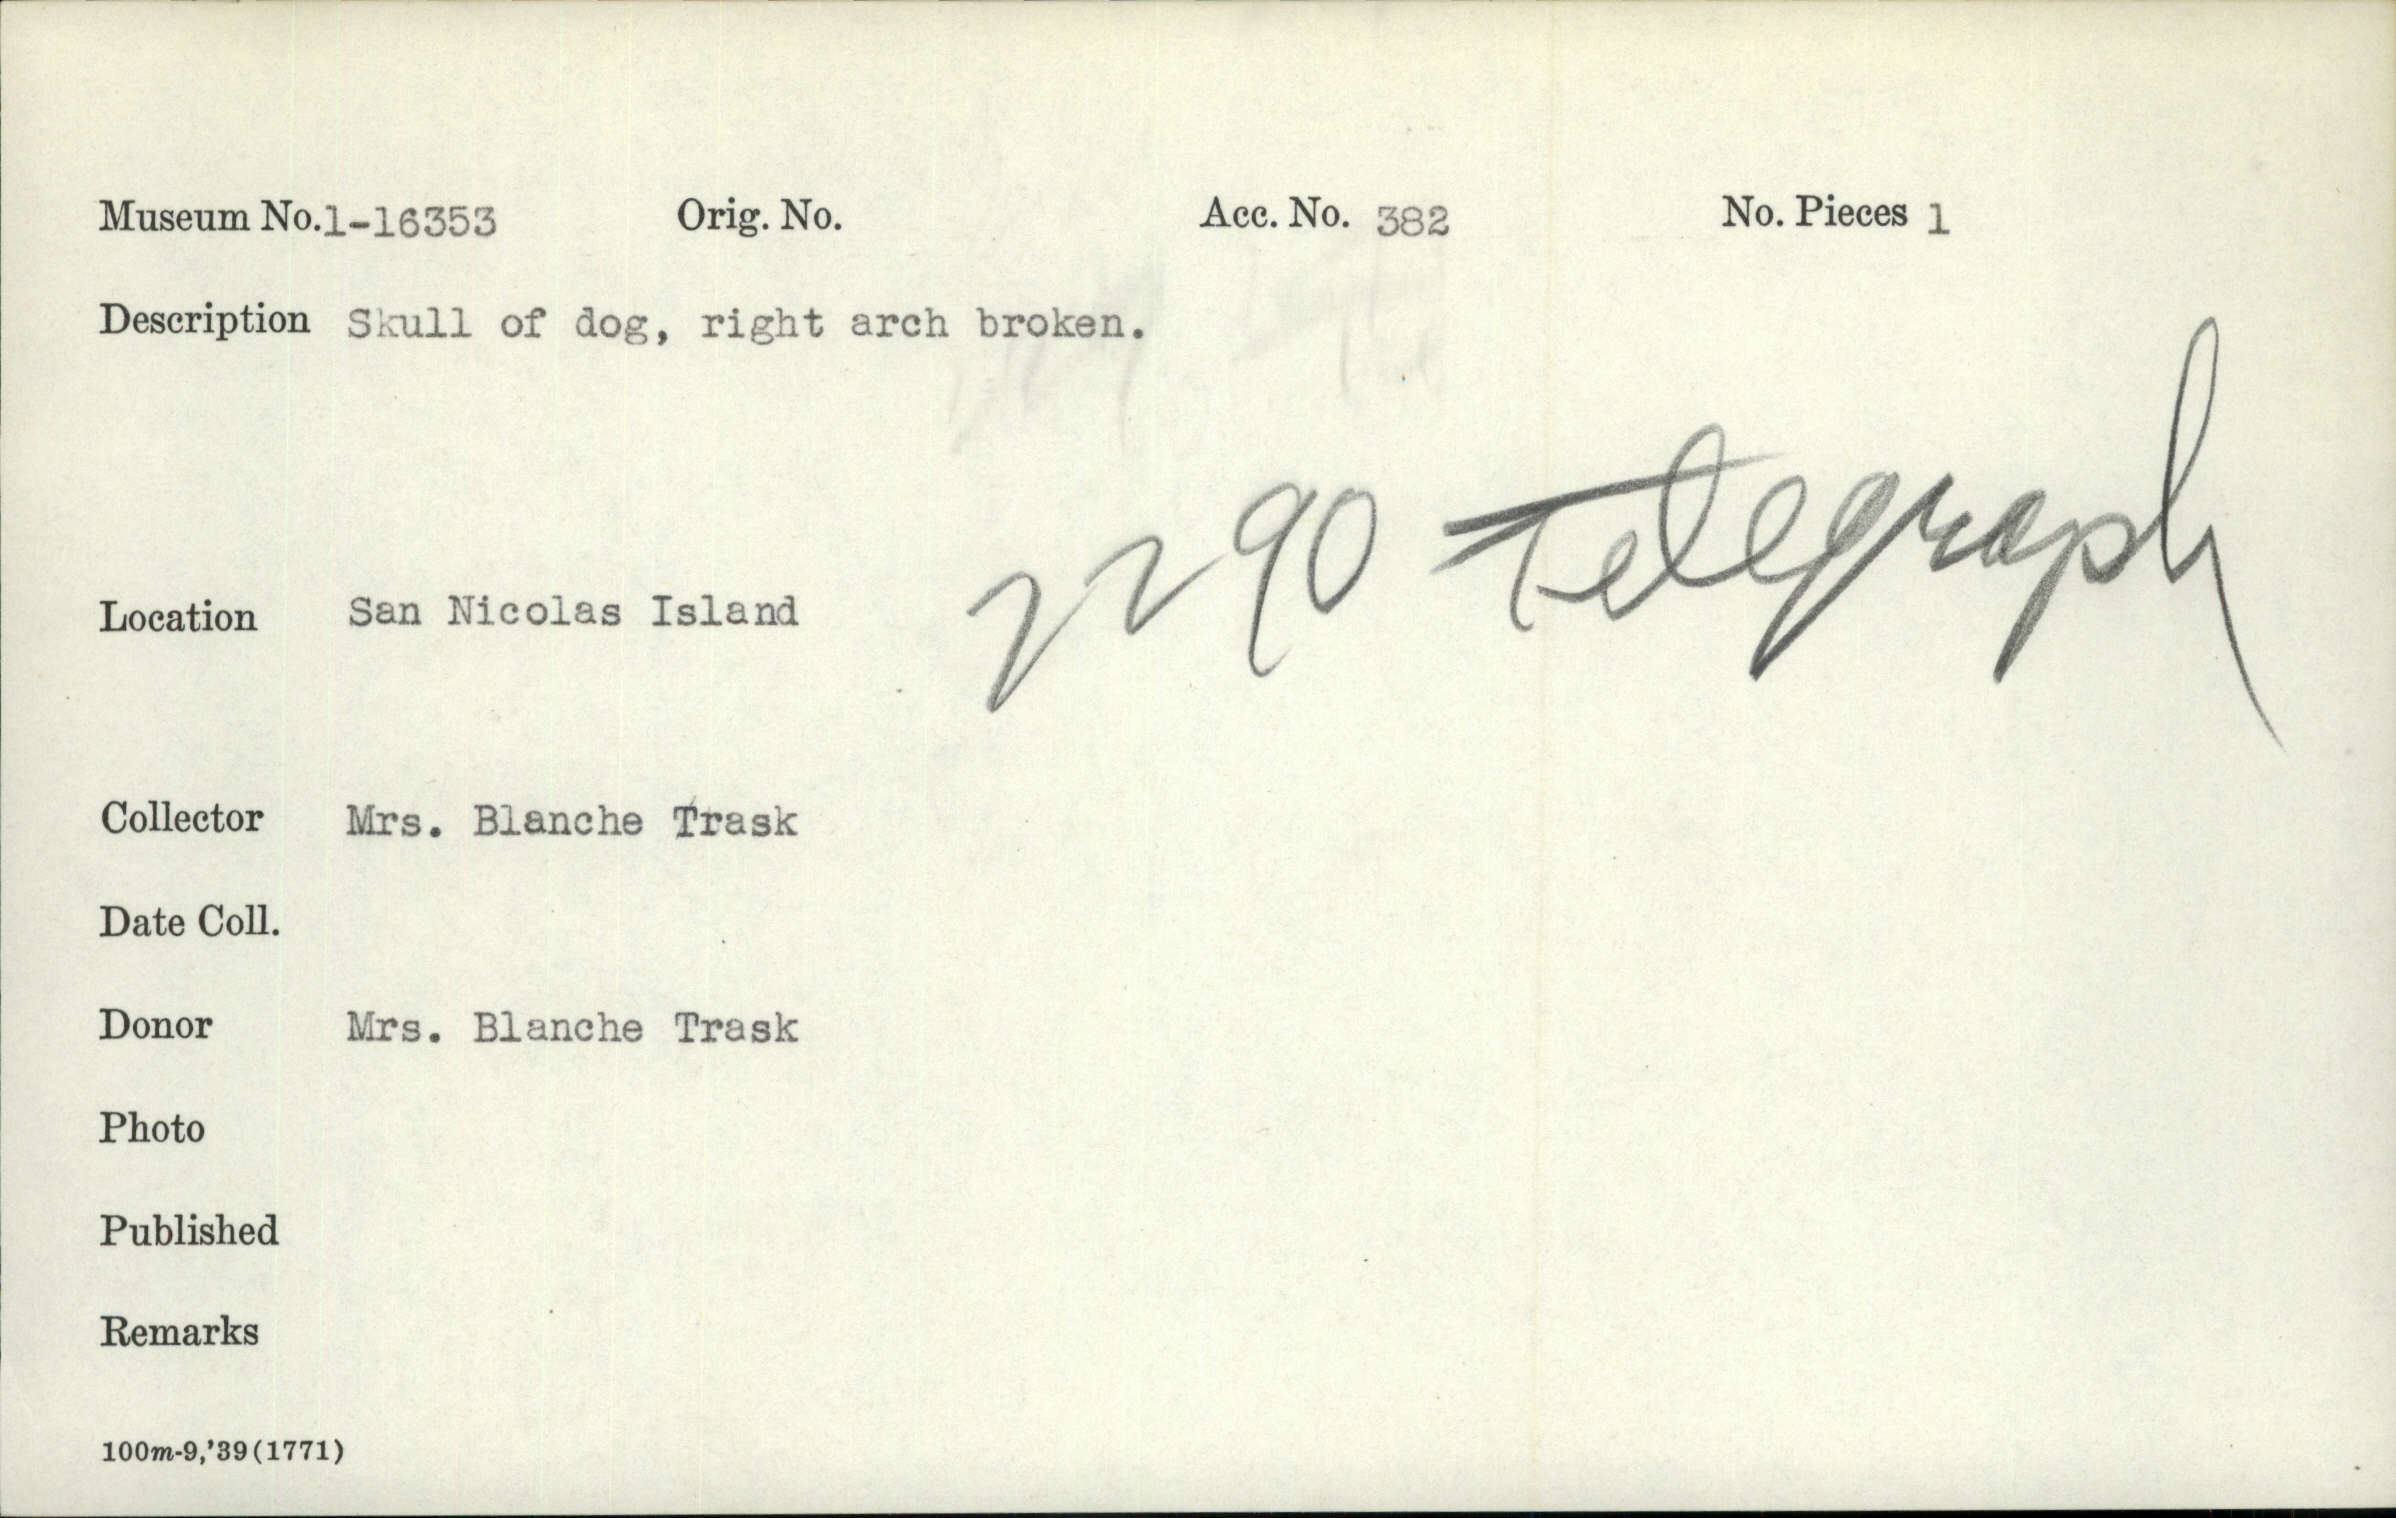 Museum No.1-16353 Orig. No. Acc. No. 382 No. Pieces 1
Description Skull of dog, right arch broken.
2290 Telegraph
Location San Nicolas Island
Collector Mrs. Blanche Trask
Date Coll.
Donor Mrs. Blanche Trask
Photo
Published
Remarks
100m-9,'39(1771)